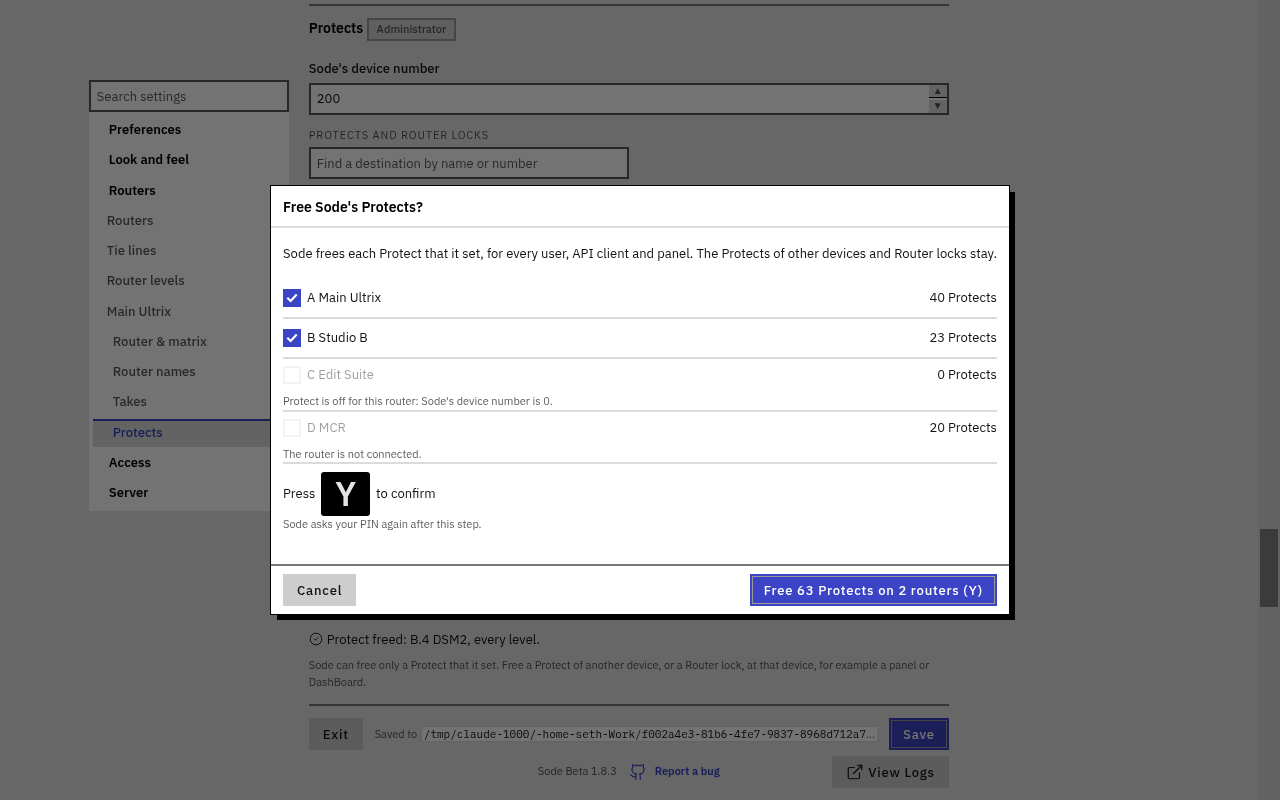 Protects Administrator
Sode's device number
200
Search settings
PROTECTS AND ROUTER LOCKS
Find a destination by name or number
Preferences
Look and feel
Routers
Routers
Tie lines
Router levels
Main Ultrix
Router & matrix
Router names
Takes
Protects
Access
Server
Free Sode's Protects?
Sode frees each Protect that it set, for every user, API client and panel. The Protects of other devices and Router locks stay.
A Main Ultrix 40 Protects
B Studio B 23 Protects
C Edit Suite 0 Protects
Protect is off for this router: Sode's device number is 0.
D MCR 20 Protects
The router is not connected.
Press Y to confirm
Sode asks your PIN again after this step.
Cancel Free 63 Protects on 2 routers (Y)
Protect freed: B.4 DSM2, every level.
Sode can free only a Protect that it set. Free a Protect of another device, or a Router lock, at that device, for example a panel or
DashBoard.
Exit Saved to /tmp/claude-1000/-home-seth-Work/f002a4e3-81b6-4fe7-9837-8968d712a7… Save
Sode Beta 1.8.3 Report a bug View Logs